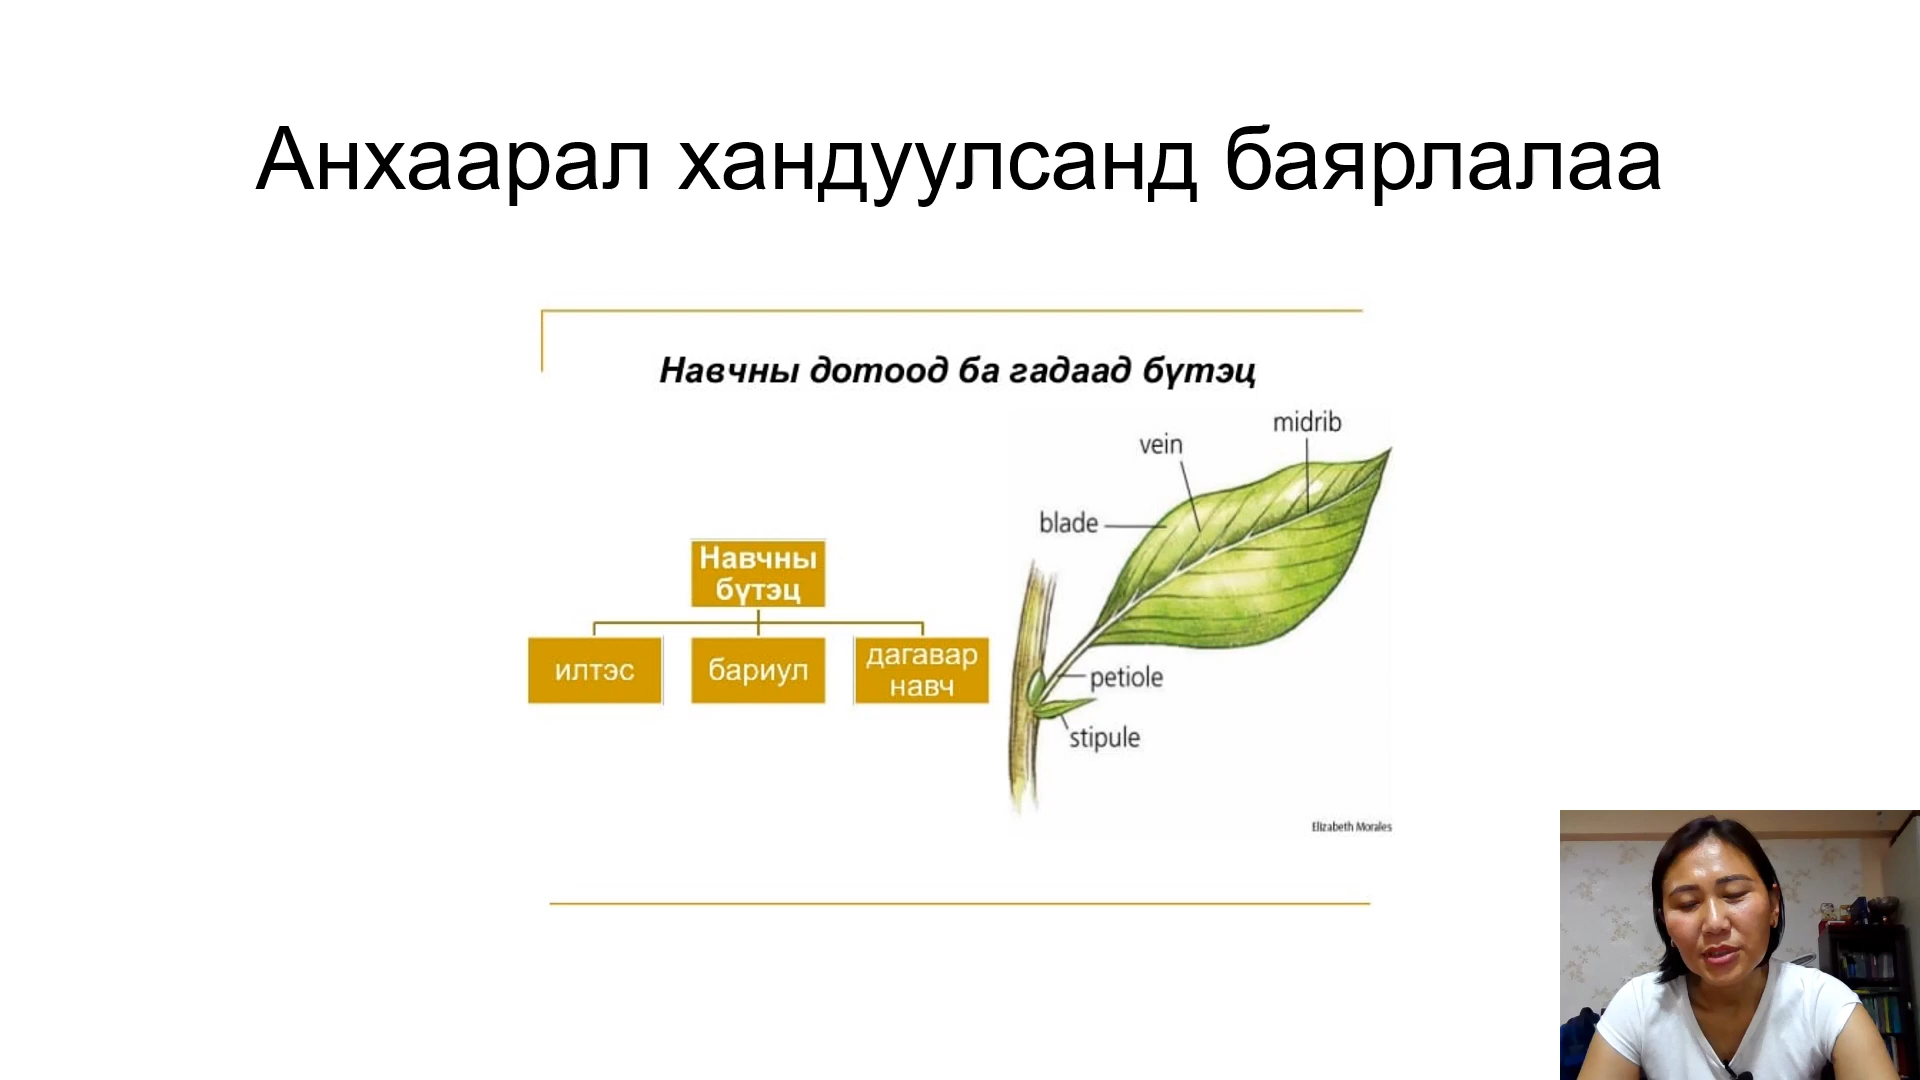 Анхаарал хандуулсанд баярлалаа
Навчны дотоод ба гадаад бүтэц
midrib
vein
blade
Навчны
бүтэц
илтэс
бариул
дагавар
навч
petiole
stipule
Elizabeth Morales